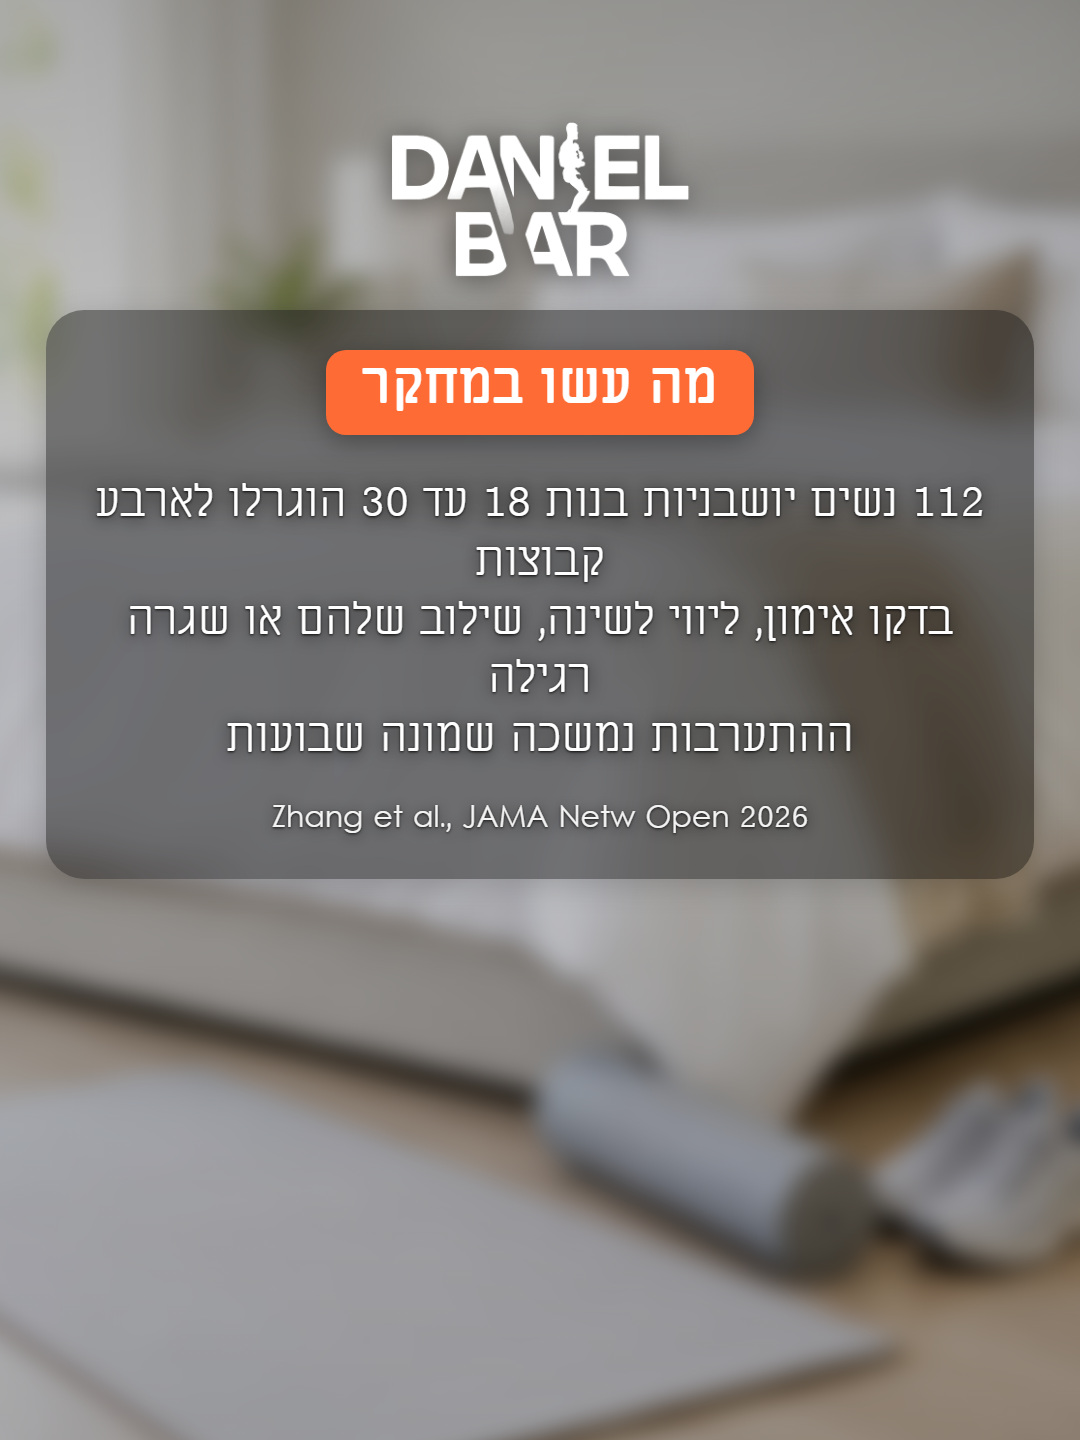 DANIEL
BAR
מה עשו במחקר
112 נשים יושבניות בנות 18 עד 30 הוגרלו לארבע
קבוצות
בדקו אימון, ליווי לשינה, שילוב שלהם או שגרה
רגילה
ההתערבות נמשכה שמונה שבועות
Zhang et al., JAMA Netw Open 2026